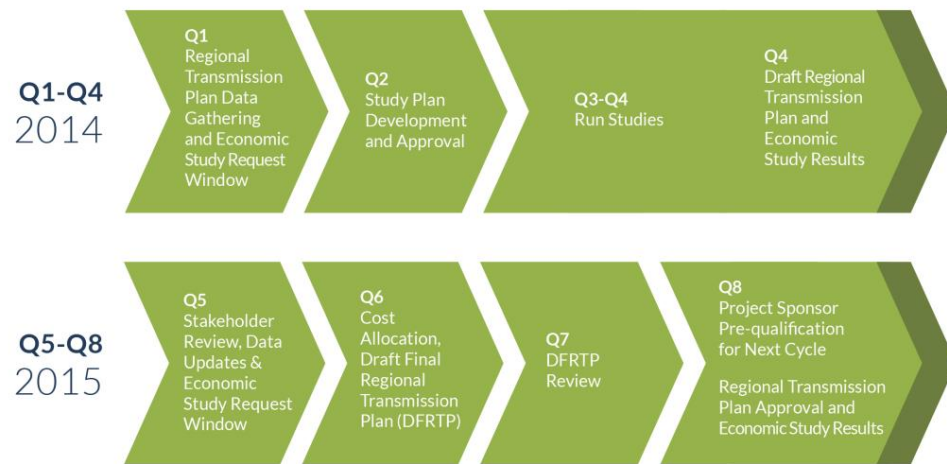 Q1-Q4
2014
Q1
Regional
Transmission
Plan Data
Gathering
and Economic
Study Request
Window
Q2
Study Plan
Development
and Approval
Q3-Q4
Run Studies
Q4
Draft Regional
Transmission
Plan and
Economic
Study Results
Q5-Q8
2015
Q5
Stakeholder
Review, Data
Updates &
Economic
Study Request
Window
Q6
Cost
Allocation,
Draft Final
Regional
Transmission
Plan (DFRTP)
Q7
DFRTP
Review
Q8
Project Sponsor
Pre-qualification
for Next Cycle
Regional Transmission
Plan Approval and
Economic Study Results